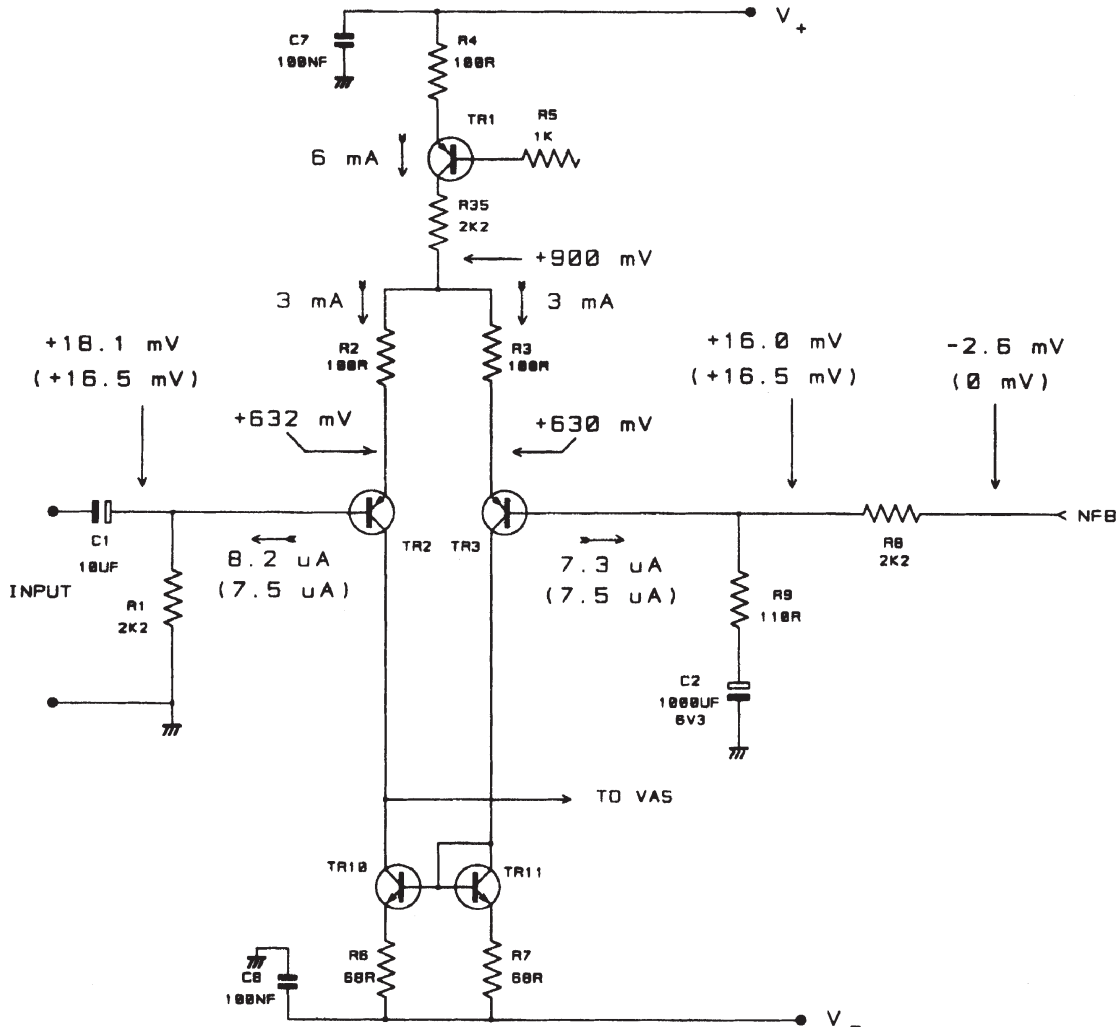 V+
C7
100NF
R4
100R
TR1
R5
1K
6 mA
R35
2K2
+900 mV
3 mA
3 mA
R2
100R
R3
100R
+18.1 mV
(+16.5 mV)
+16.0 mV
(+16.5 mV)
-2.6 mV
(0 mV)
+632 mV
+630 mV
C1
10UF
TR2
TR3
R8
2K2
NFB
INPUT
8.2 uA
(7.5 uA)
7.3 uA
(7.5 uA)
R1
2K2
R9
110R
C2
1000UF
6V3
TO VAS
TR10
TR11
R6
68R
R7
68R
C8
100NF
V-